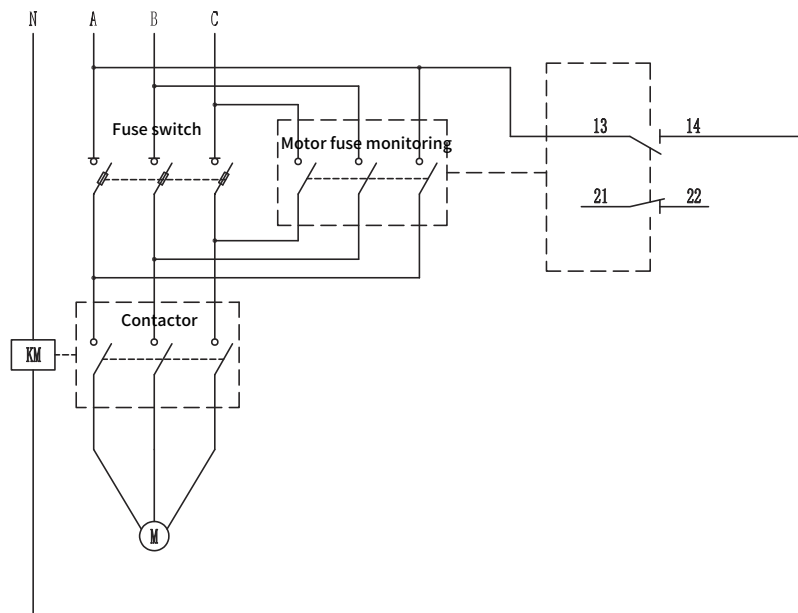 N A B C
Fuse switch
Motor fuse monitoring
13 14
21 22
Contactor
KM
M